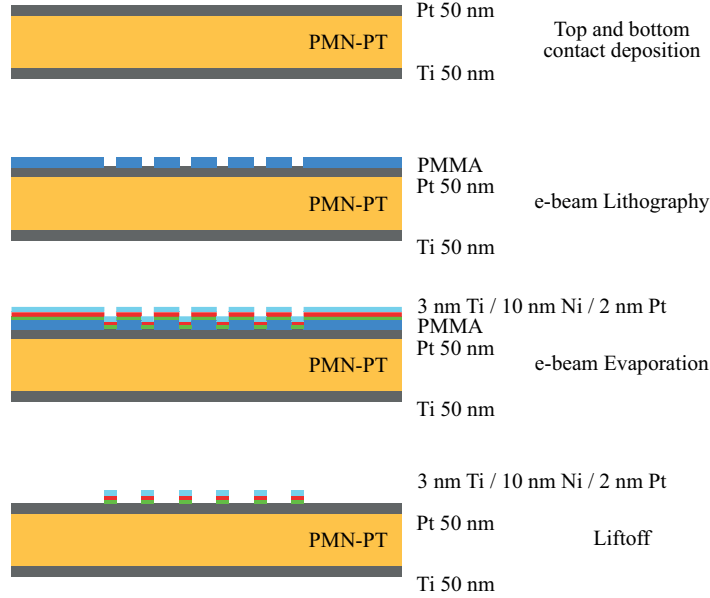 Pt 50 nm
PMN-PT
Top and bottom
contact deposition
Ti 50 nm
PMMA
Pt 50 nm
PMN-PT
e-beam Lithography
Ti 50 nm
3 nm Ti / 10 nm Ni / 2 nm Pt
PMMA
Pt 50 nm
PMN-PT
e-beam Evaporation
Ti 50 nm
3 nm Ti / 10 nm Ni / 2 nm Pt
Pt 50 nm
PMN-PT
Liftoff
Ti 50 nm